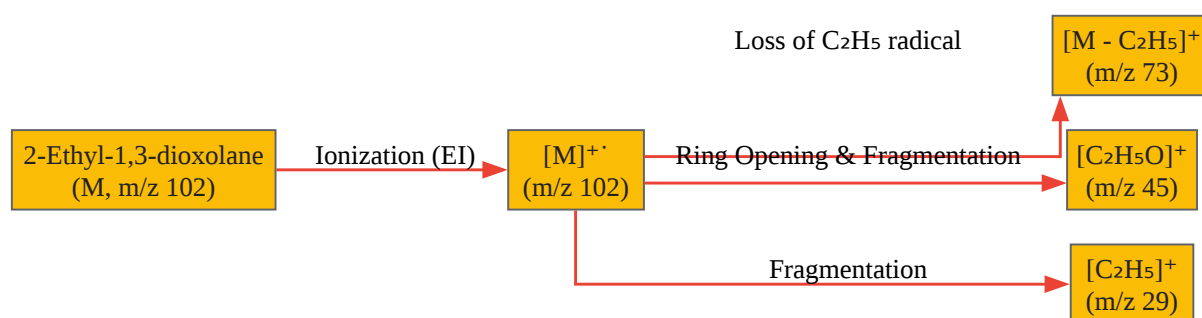 Loss of C₂H₅ radical
[M - C₂H₅]⁺
(m/z 73)
2-Ethyl-1,3-dioxolane
(M, m/z 102)
Ionization (EI)
[M]⁺˙
(m/z 102)
Ring Opening & Fragmentation
[C₂H₅O]⁺
(m/z 45)
Fragmentation
[C₂H₅]⁺
(m/z 29)